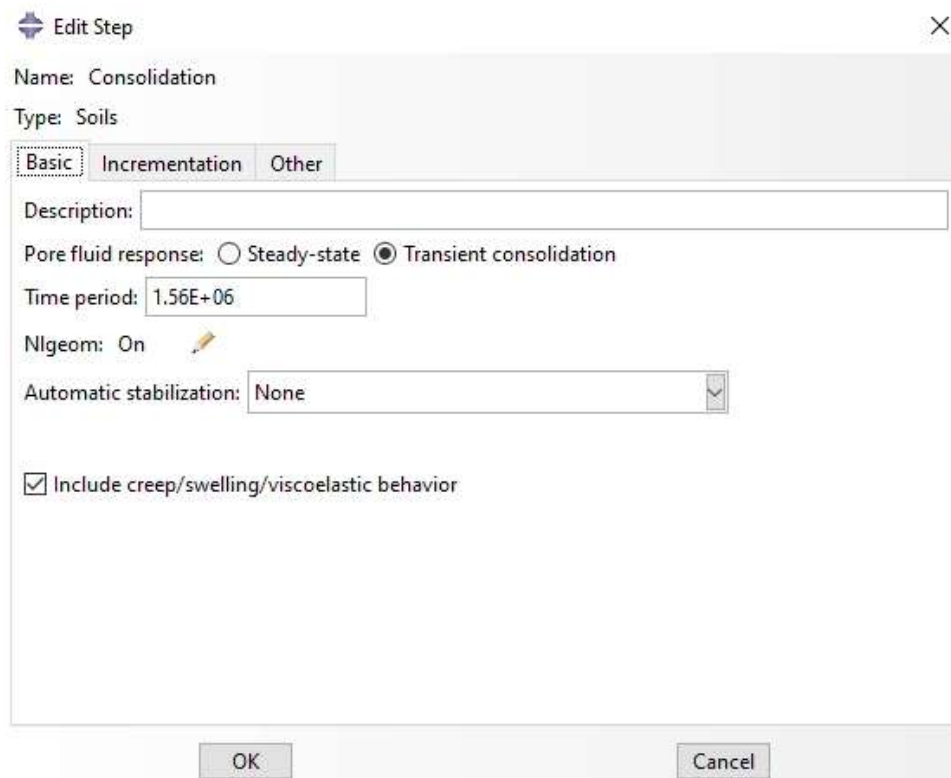 Edit Step
Name: Consolidation
Type: Soils
Basic Incrementation Other
Description:
Pore fluid response: Steady-state Transient consolidation
Time period: 1.56E+06
Nlgeom: On
Automatic stabilization: None
Include creep/swelling/viscoelastic behavior
OK Cancel